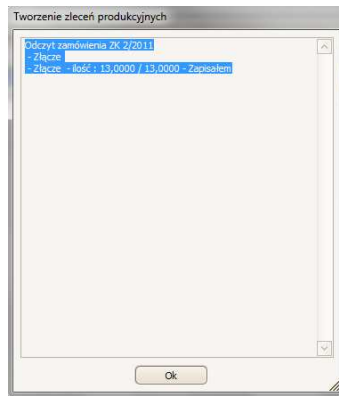 Tworzenie zleceń produkcyjnych
Odczyt zamówienia ZK 2/2011
- Złącze
- Złącze - ilość : 13,0000 / 13,0000 - Zapisałem
Ok